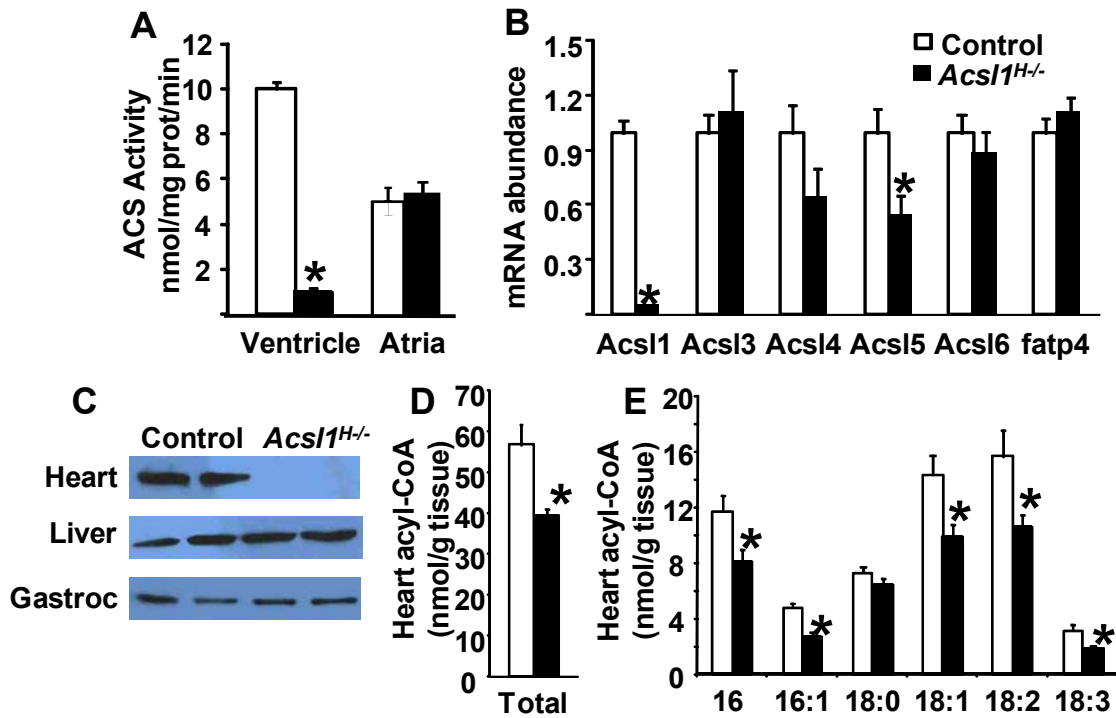 A
ACS Activity
nmol/mg prot/min
12
10
8
6
4
2
*
Ventricle Atria
B
Control
Acsl1H-/-
mRNA abundance
1.5
1.2
0.9
0.6
0.3
*
*
Acsl1 Acsl3 Acsl4 Acsl5 Acsl6 fatp4
C
Control Acsl1H-/-
Heart
Liver
Gastroc
D
Heart acyl-CoA
(nmol/g tissue)
70
60
50
40
30
20
10
0
*
Total
E
Heart acyl-CoA
(nmol/g tissue)
20
16
12
8
4
0
*
*
*
*
*
16 16:1 18:0 18:1 18:2 18:3